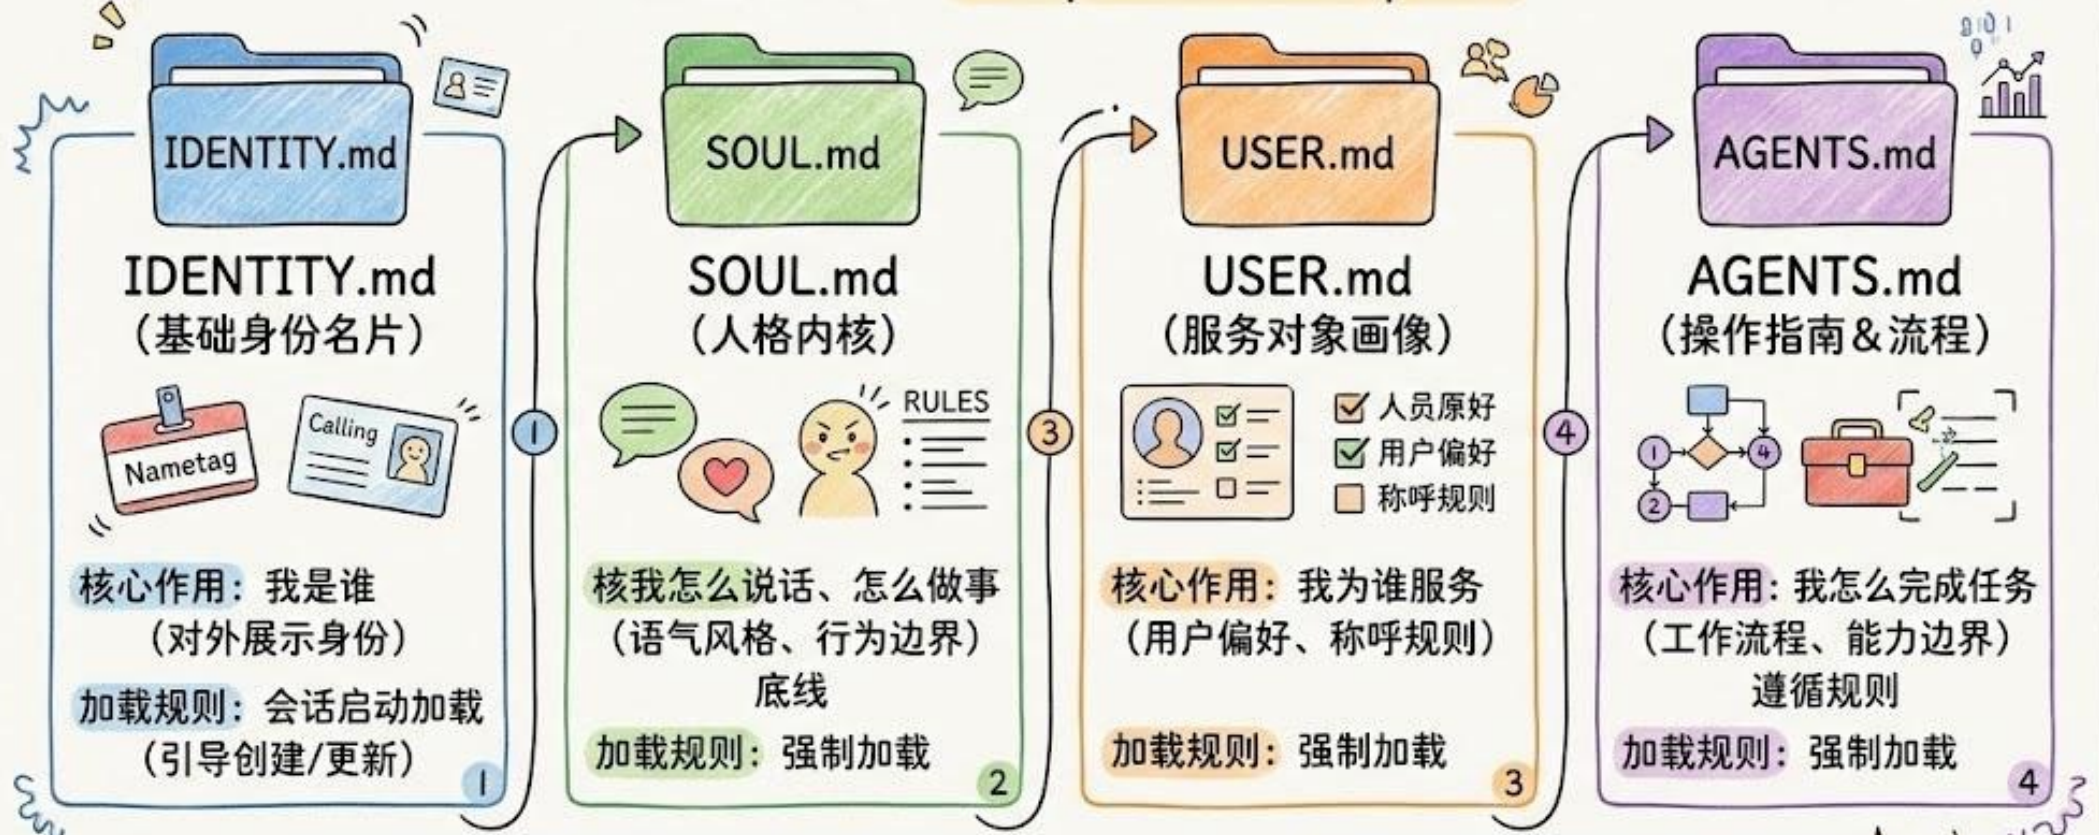 IDENTITY.md
IDENTITY.md
（基础身份名片）
Nametag
Calling
核心作用：我是谁
（对外展示身份）
加载规则：会话启动加载
（引导创建/更新）
1
1
SOUL.md
SOUL.md
（人格内核）
RULES
核我怎么说话、怎么做事
（语气风格、行为边界）
底线
加载规则：强制加载
2
3
USER.md
USER.md
（服务对象画像）
人员原好
用户偏好
称呼规则
核心作用：我为谁服务
（用户偏好、称呼规则）
加载规则：强制加载
3
4
AGENTS.md
AGENTS.md
（操作指南&流程）
1
4
2
核心作用：我怎么完成任务
（工作流程、能力边界）
遵循规则
加载规则：强制加载
4